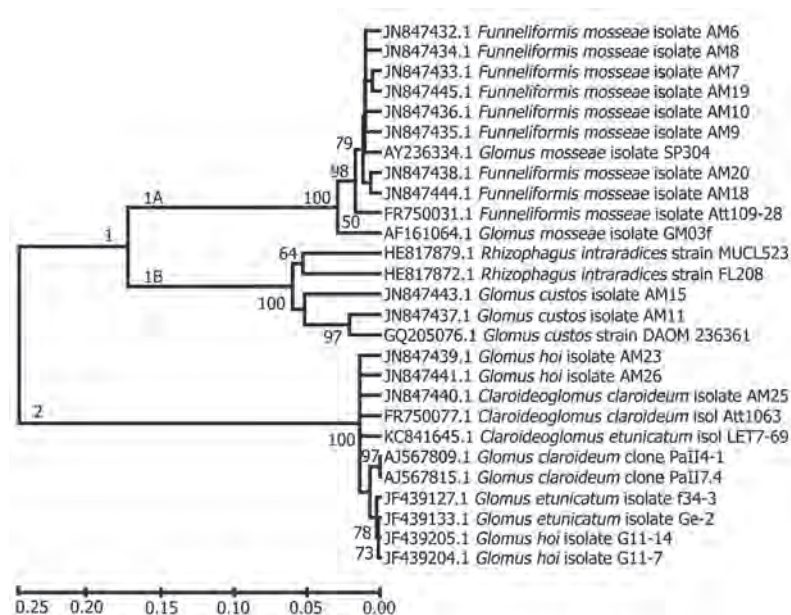 JN847432.1 Funneliformis mosseae isolate AM6
JN847434.1 Funneliformis mosseae isolate AM8
JN847433.1 Funneliformis mosseae isolate AM7
JN847445.1 Funneliformis mosseae isolate AM19
JN847436.1 Funneliformis mosseae isolate AM10
JN847435.1 Funneliformis mosseae isolate AM9
79
AY236334.1 Glomus mosseae isolate SP304
98
JN847438.1 Funneliformis mosseae isolate AM20
1A
100
JN847444.1 Funneliformis mosseae isolate AM18
50
FR750031.1 Funneliformis mosseae isolate Att109-28
1
AF161064.1 Glomus mosseae isolate GM03f
64
HE817879.1 Rhizophagus intraradices strain MUCL523
1B
HE817872.1 Rhizophagus intraradices strain FL208
100
JN847443.1 Glomus custos isolate AM15
JN847437.1 Glomus custos isolate AM11
97
GQ205076.1 Glomus custos strain DAOM 236361
JN847439.1 Glomus hoi isolate AM23
JN847441.1 Glomus hoi isolate AM26
JN847440.1 Claroideoglomus claroideum isolate AM25
2
FR750077.1 Claroideoglomus claroideum isol Att1063
100
KC841645.1 Claroideoglomus etunicatum isol LET7-69
97
AJ567809.1 Glomus claroideum clone PaII4-1
AJ567815.1 Glomus claroideum clone PaII7.4
JF439127.1 Glomus etunicatum isolate f34-3
JF439133.1 Glomus etunicatum isolate Ge-2
78
JF439205.1 Glomus hoi isolate G11-14
73
JF439204.1 Glomus hoi isolate G11-7
0.25 0.20 0.15 0.10 0.05 0.00